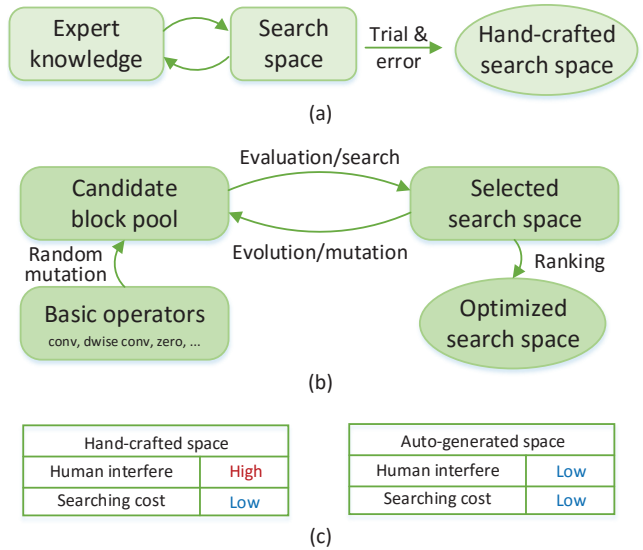 Expert
knowledge
Search
space
Trial &
error
Hand-crafted
search space
(a)
Candidate
block pool
Evaluation/search
Selected
search space
Evolution/mutation
Random
mutation
Ranking
Basic operators
conv, dwise conv, zero, ...
Optimized
search space
(b)
Hand-crafted space
Human interfere High
Searching cost Low
Auto-generated space
Human interfere Low
Searching cost Low
(c)